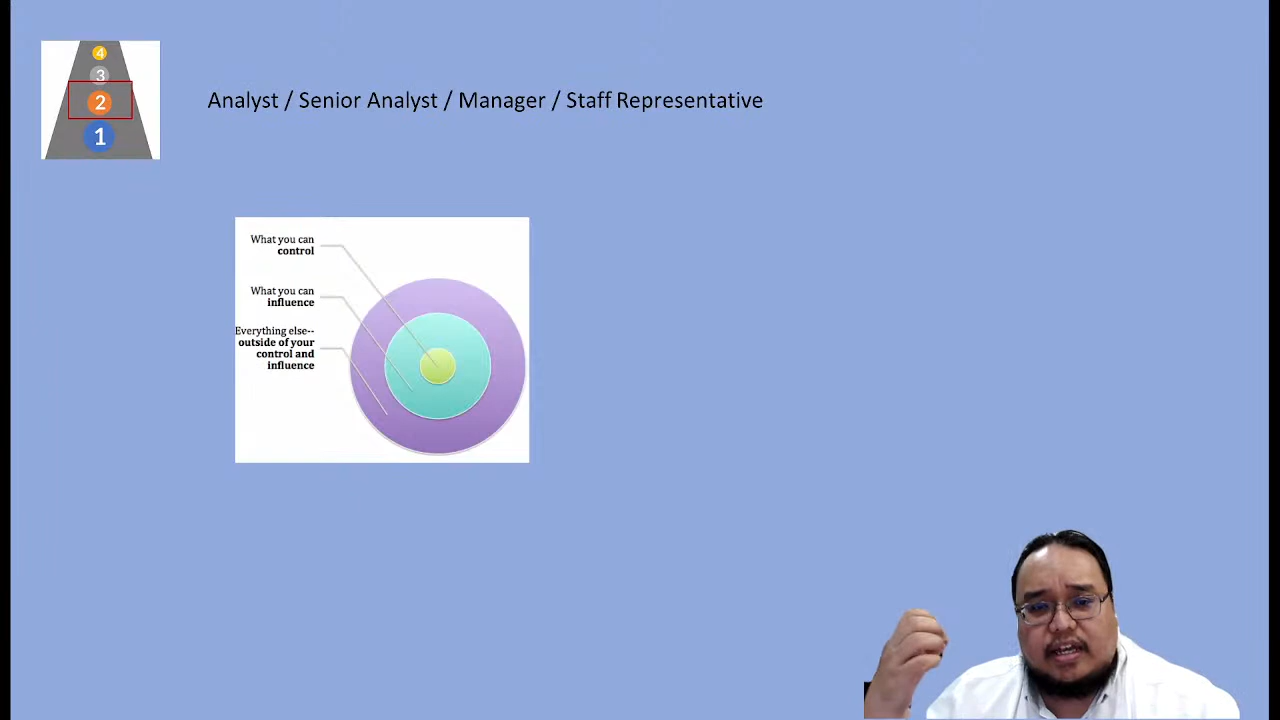 4
3
2
1
Analyst / Senior Analyst / Manager / Staff Representative
What you can
control
What you can
influence
Everything else--
outside of your
control and
influence